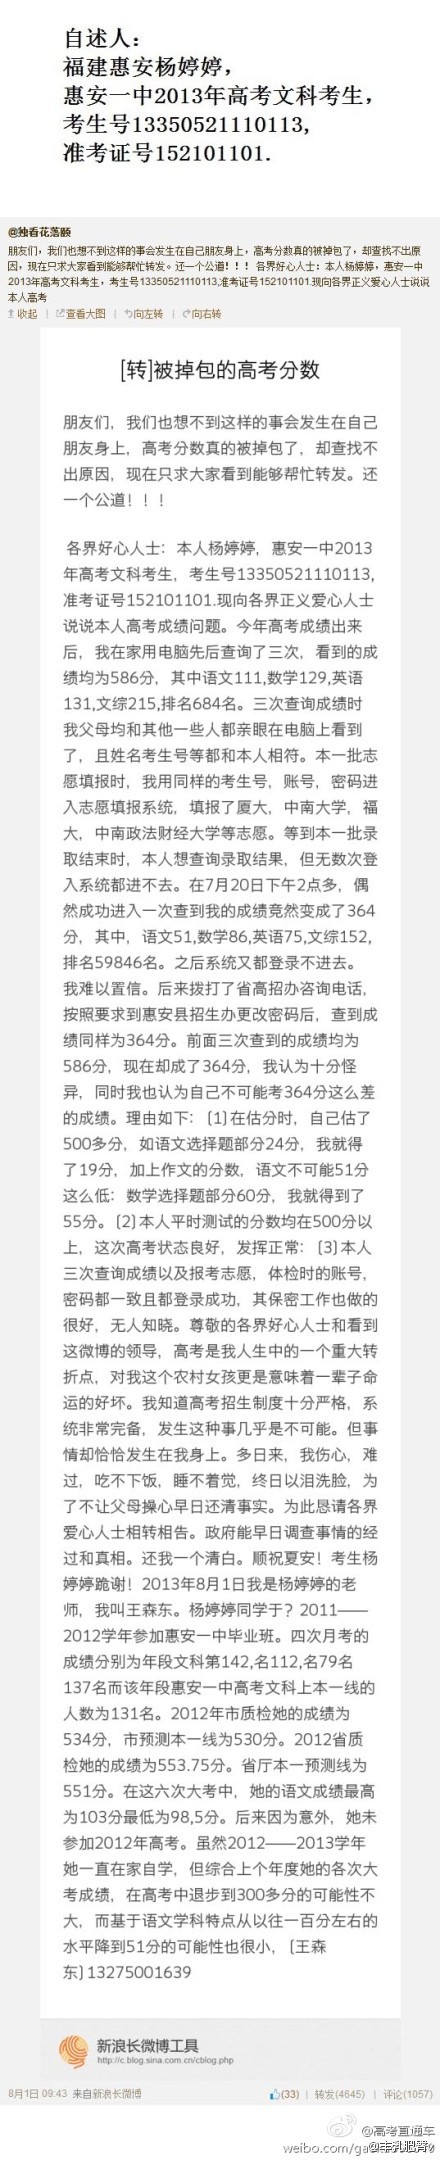 自述人：
福建惠安杨婷婷，
惠安一中2013年高考文科考生，
考生号13350521110113,
准考证号152101101.
@独看花落颐
朋友们，我们也想不到这样的事会发生在自己朋友身上，高考分数真的被掉包了，却查找不出原
因，现在只求大家看到能够帮忙转发。还一个公道！！！ 各界好心人士：本人杨婷婷，惠安一中
2013年高考文科考生，考生号13350521110113,准考证号152101101.现向各界正义爱心人士说说
本人高考
收起 | 查看大图 | 向左转 | 向右转
[转]被掉包的高考分数
朋友们，我们也想不到这样的事会发生在自己
朋友身上，高考分数真的被掉包了，却查找不
出原因，现在只求大家看到能够帮忙转发。还
一个公道！！！
各界好心人士：本人杨婷婷，惠安一中2013
年高考文科考生，考生号13350521110113,
准考证号152101101.现向各界正义爱心人士
说说本人高考成绩问题。今年高考成绩出来
后，我在家用电脑先后查询了三次，看到的成
绩均为586分，其中语文111,数学129,英语
131,文综215,排名684名。三次查询成绩时
我父母均和其他一些人都亲眼在电脑上看到
了，且姓名考生号等都和本人相符。本一批志
愿填报时，我用同样的考生号，账号，密码进
入志愿填报系统，填报了厦大，中南大学，福
大，中南政法财经大学等志愿。等到本一批录
取结束时，本人想查询录取结果，但无数次登
入系统都进不去。在7月20日下午2点多，偶
然成功进入一次查到我的成绩竟然变成了364
分，其中，语文51,数学86,英语75,文综152,
排名59846名。之后系统又都登录不进去。
我难以置信。后来拨打了省高招办咨询电话，
按照要求到惠安县招生办更改密码后，查到成
绩同样为364分。前面三次查到的成绩均为
586分，现在却成了364分，我认为十分怪
异，同时我也认为自己不可能考364分这么差
的成绩。理由如下：(1)在估分时，自己估了
500多分，如语文选择题部分24分，我就得
了19分，加上作文的分数，语文不可能51分
这么低：数学选择题部分60分，我就得到了
55分。(2)本人平时测试的分数均在500分以
上，这次高考状态良好，发挥正常：(3)本人
三次查询成绩以及报考志愿，体检时的账号，
密码都一致且都登录成功，其保密工作也做的
很好，无人知晓。尊敬的各界好心人士和看到
这微博的领导，高考是我人生中的一个重大转
折点，对我这个农村女孩更是意味着一辈子命
运的好坏。我知道高考招生制度十分严格，系
统非常完备，发生这种事几乎是不可能。但事
情却恰恰发生在我身上。多日来，我伤心，难
过，吃不下饭，睡不着觉，终日以泪洗脸，为
了不让父母操心早日还清事实。为此恳请各界
爱心人士相转相告。政府能早日调查事情的经
过和真相。还我一个清白。顺祝夏安！考生杨
婷婷跪谢！2013年8月1日我是杨婷婷的老
师，我叫王森东。杨婷婷同学于？2011——
2012学年参加惠安一中毕业班。四次月考的
成绩分别为年段文科第142,名112,名79名
137名而该年段惠安一中高考文科上本一线的
人数为131名。2012年市质检她的成绩为
534分，市预测本一线为530分。2012省质
检她的成绩为553.75分。省厅本一预测线为
551分。在这六次大考中，她的语文成绩最高
为103分最低为98,5分。后来因为意外，她未
参加2012年高考。虽然2012——2013学年
她一直在家自学，但综合上个年度她的各次大
考成绩，在高考中退步到300多分的可能性不
大，而基于语文学科特点从以往一百分左右的
水平降到51分的可能性也很小，(王森
东)13275001639
新浪长微博工具
http://c.blog.sina.com.cn/cblog.php
8月1日 09:43 来自新浪长微博
(33) | 转发(4645) | 评论(1057)
@高考直通车
weibo.com/ga